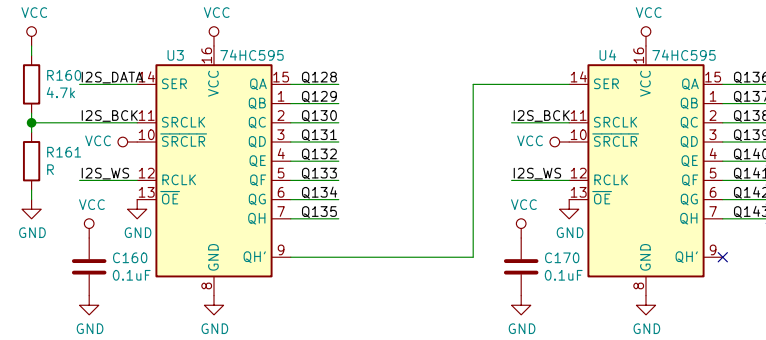 VCC
VCC
VCC
R160
4.7k
R161
R
GND
I2S_DATA
I2S_BCK
VCC
I2S_WS
VCC
C160
0.1uF
GND
U3
74HC595
16
VCC
14 SER
11 SRCLK
10 SRCLR
12 RCLK
13 OE
GND
8
GND
GND
QA 15 Q128
QB 1 Q129
QC 2 Q130
QD 3 Q131
QE 4 Q132
QF 5 Q133
QG 6 Q134
QH 7 Q135
QH' 9
I2S_BCK
VCC
I2S_WS
VCC
C170
0.1uF
GND
U4
74HC595
16
VCC
14 SER
11 SRCLK
10 SRCLR
12 RCLK
13 OE
GND
8
GND
GND
QA 15 Q136
QB 1 Q137
QC 2 Q138
QD 3 Q139
QE 4 Q140
QF 5 Q141
QG 6 Q142
QH 7 Q143
QH' 9